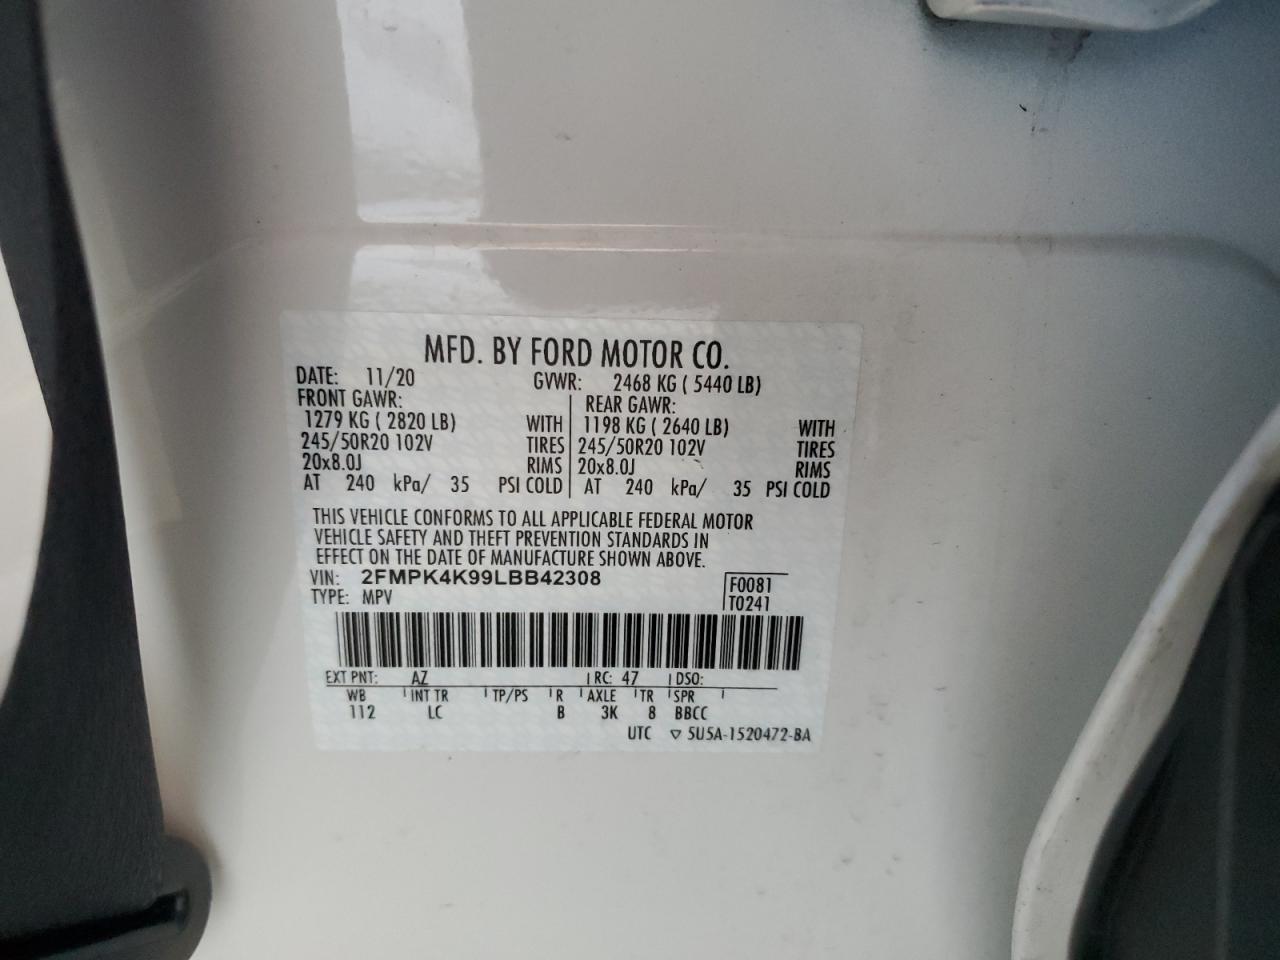 MFD. BY FORD MOTOR CO.
DATE: 11/20 GVWR: 2468 KG ( 5440 LB)
FRONT GAWR: REAR GAWR:
1279 KG ( 2820 LB) WITH 1198 KG ( 2640 LB) WITH
245/50R20 102V TIRES 245/50R20 102V TIRES
20x8.0J RIMS 20x8.0J RIMS
AT 240 kPa/ 35 PSI COLD AT 240 kPa/ 35 PSI COLD
THIS VEHICLE CONFORMS TO ALL APPLICABLE FEDERAL MOTOR
VEHICLE SAFETY AND THEFT PREVENTION STANDARDS IN
EFFECT ON THE DATE OF MANUFACTURE SHOWN ABOVE.
VIN: 2FMPK4K99LBB42308 F0081
TYPE: MPV T0241
EXT PNT: AZ RC: 47 DSO:
WB INT TR TP/PS R AXLE TR SPR
112 LC B 3K 8 BBCC
UTC ▽ 5U5A-1520472-BA